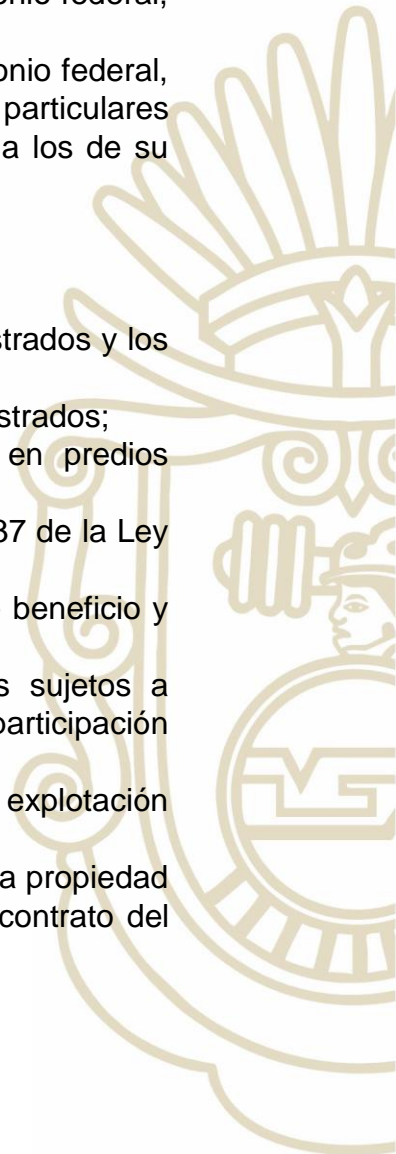 onio federal,
onio federal,
particulares
a los de su
strados y los
strados;
en predios
37 de la Ley
beneficio y
s sujetos a
participación
explotación
a propiedad
contrato del